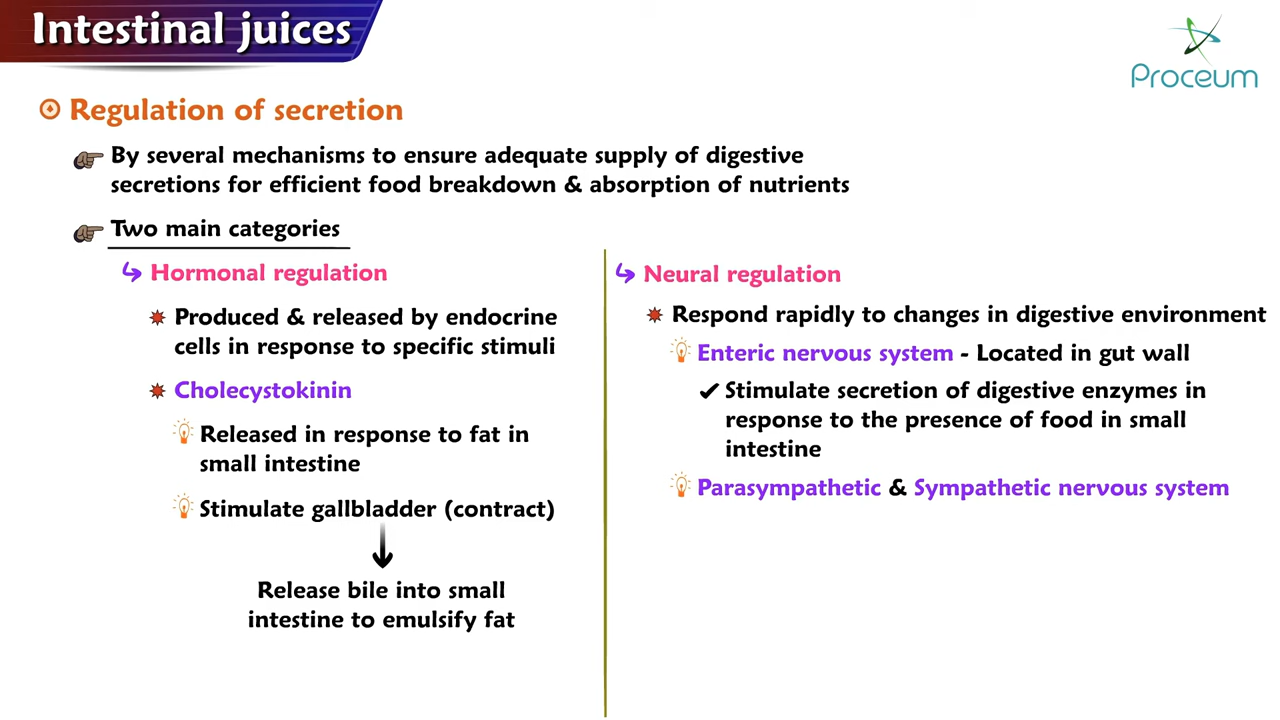 Intestinal juices
Proceum
Regulation of secretion
By several mechanisms to ensure adequate supply of digestive
secretions for efficient food breakdown & absorption of nutrients
Two main categories
Hormonal regulation
Produced & released by endocrine
cells in response to specific stimuli
Cholecystokinin
Released in response to fat in
small intestine
Stimulate gallbladder (contract)
Release bile into small
intestine to emulsify fat
Neural regulation
Respond rapidly to changes in digestive environment
Enteric nervous system - Located in gut wall
Stimulate secretion of digestive enzymes in
response to the presence of food in small
intestine
Parasympathetic & Sympathetic nervous system